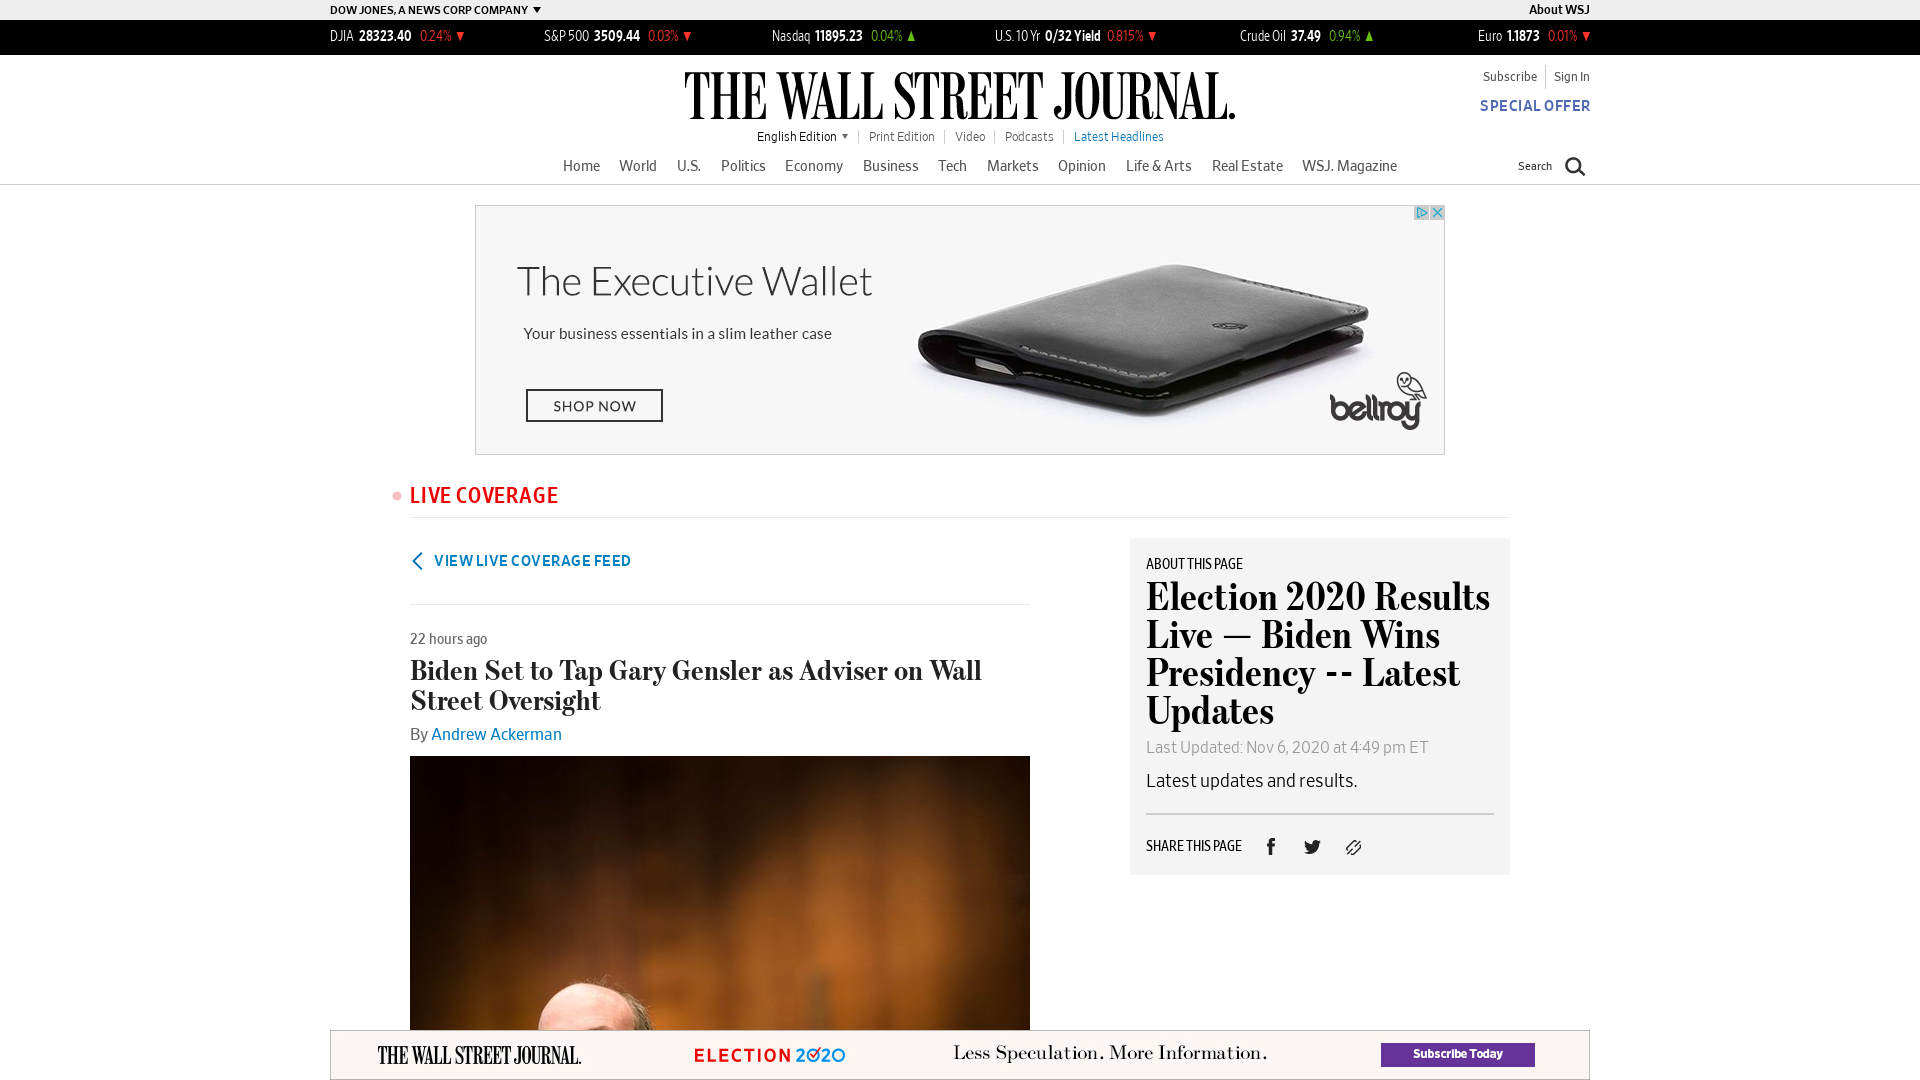 DOW JONES, A NEWS CORP COMPANY
About WSJ
DJIA 28323.40 0.24%
S&P 500 3509.44 0.03%
Nasdaq 11895.23 0.04%
U.S. 10 Yr 0/32 Yield 0.815%
Crude Oil 37.49 0.94%
Euro 1.1873 0.01%
THE WALL STREET JOURNAL.
Subscribe
Sign In
SPECIAL OFFER
English Edition
Print Edition
Video
Podcasts
Latest Headlines
Home World U.S. Politics Economy Business Tech Markets Opinion Life & Arts Real Estate WSJ. Magazine
Search
The Executive Wallet
Your business essentials in a slim leather case
SHOP NOW
bellroy
LIVE COVERAGE
VIEW LIVE COVERAGE FEED
22 hours ago
Biden Set to Tap Gary Gensler as Adviser on Wall
Street Oversight
By Andrew Ackerman
ABOUT THIS PAGE
Election 2020 Results
Live — Biden Wins
Presidency -- Latest
Updates
Last Updated: Nov 6, 2020 at 4:49 pm ET
Latest updates and results.
SHARE THIS PAGE
THE WALL STREET JOURNAL.
ELECTION 2020
Less Speculation. More Information.
Subscribe Today